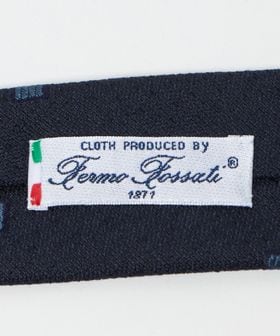 CLOTH PRODUCED BY
Fermo Fossati®
1871